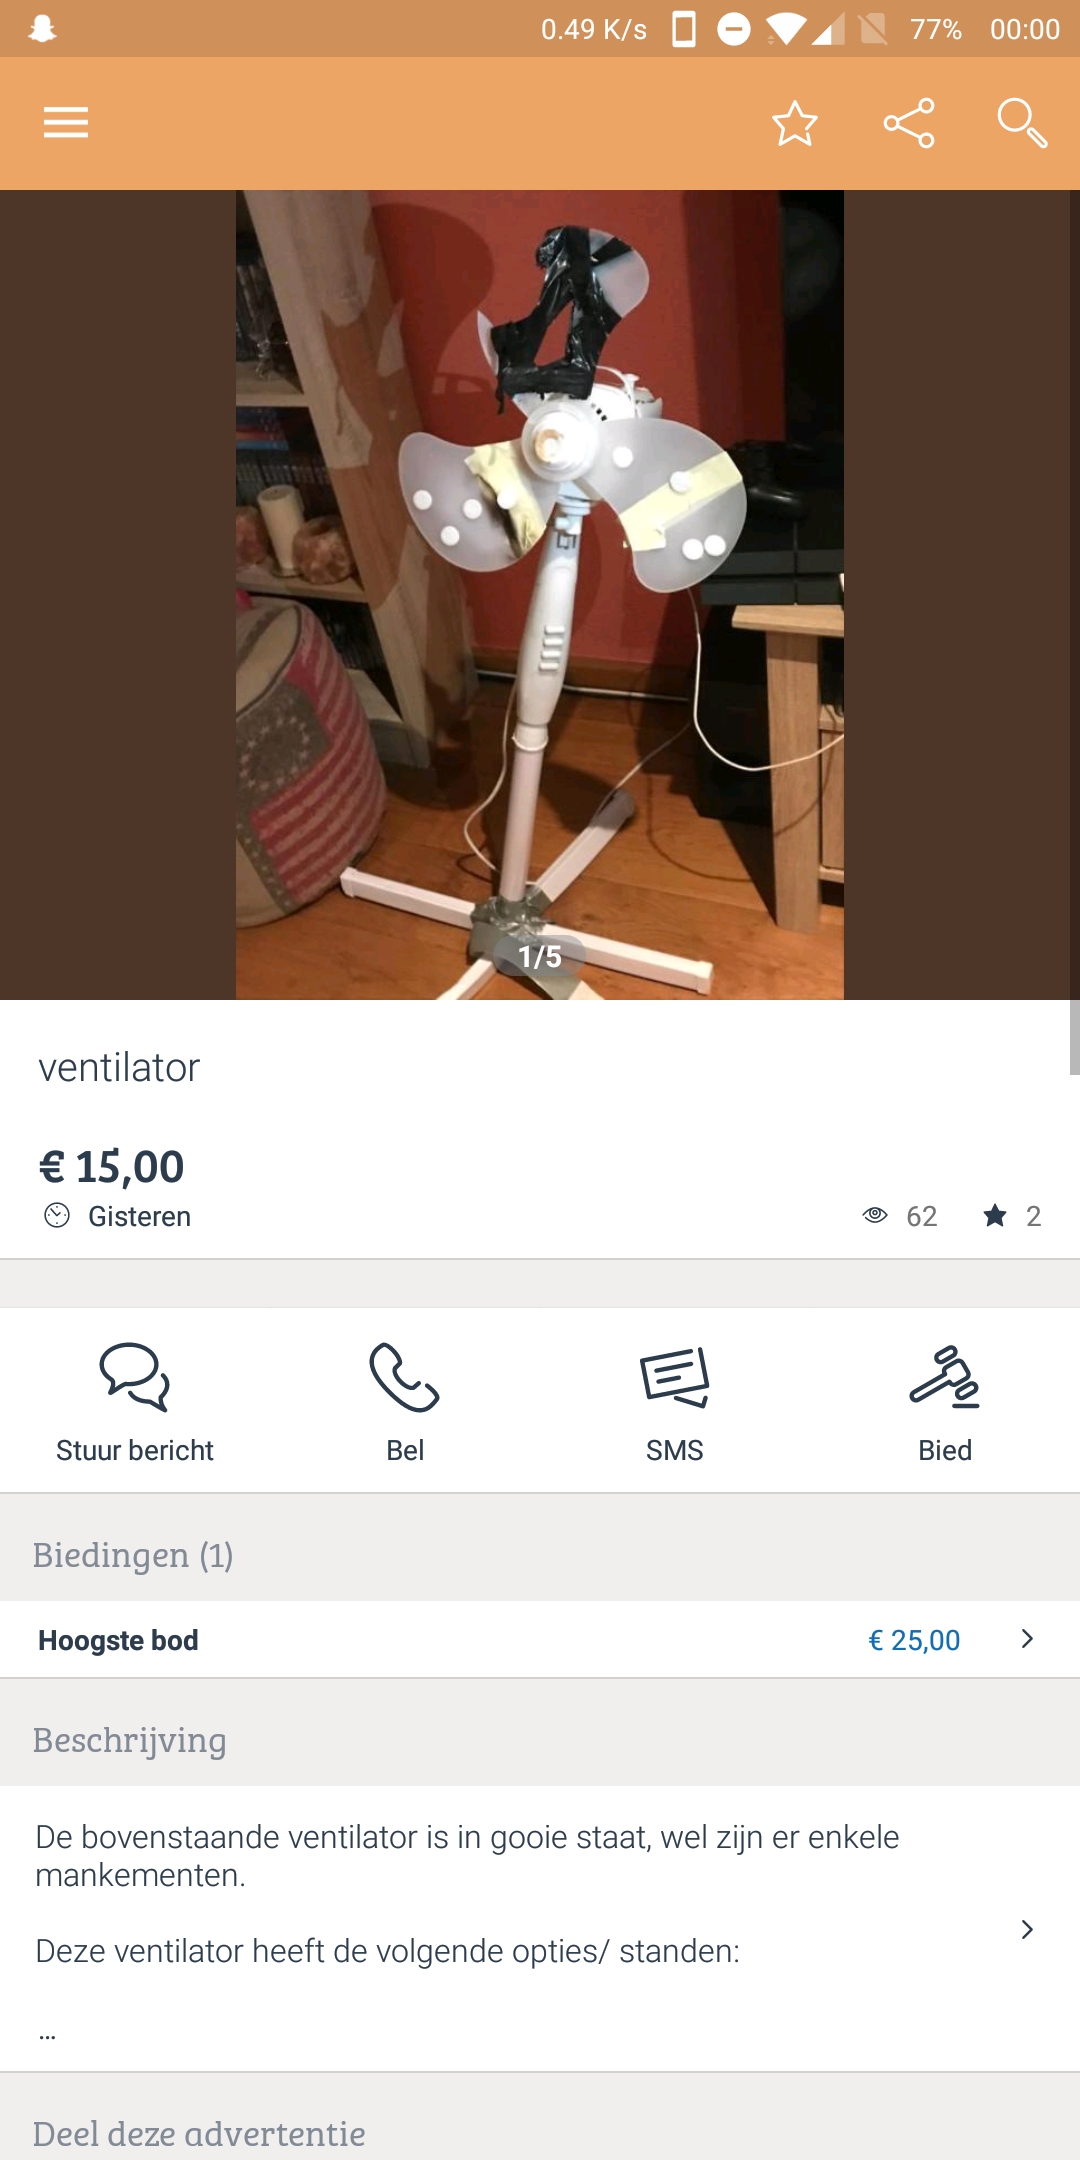 0.49 K/s 77% 00:00
1/5
ventilator
€ 15,00
Gisteren 62 2
Stuur bericht Bel SMS Bied
Biedingen (1)
Hoogste bod € 25,00
Beschrijving
De bovenstaande ventilator is in gooie staat, wel zijn er enkele
mankementen.
Deze ventilator heeft de volgende opties/ standen:
...
Deel deze advertentie